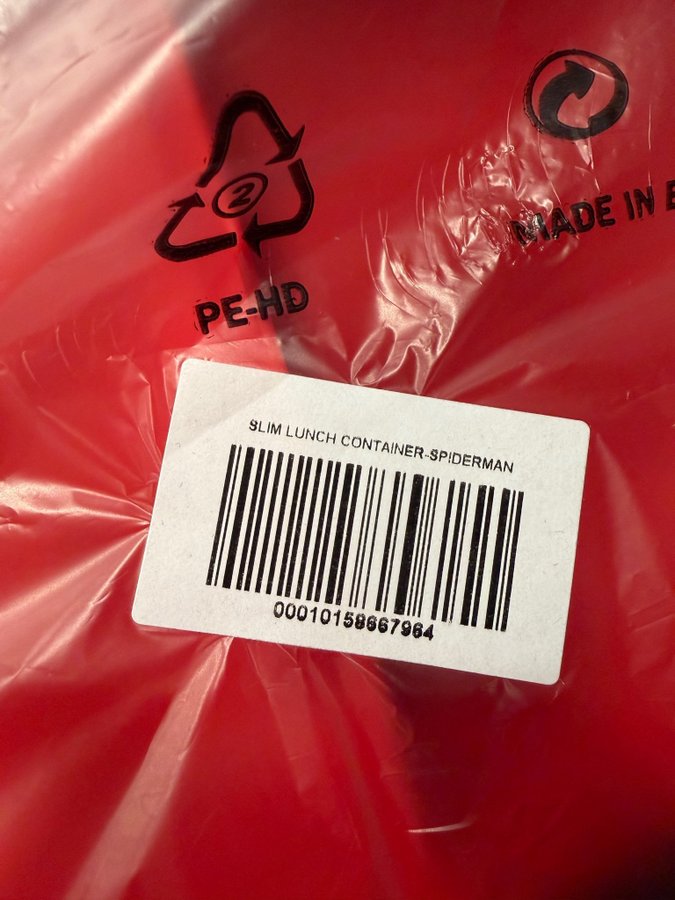 2
PE-HD
MADE IN
SLIM LUNCH CONTAINER-SPIDERMAN
00010158667964